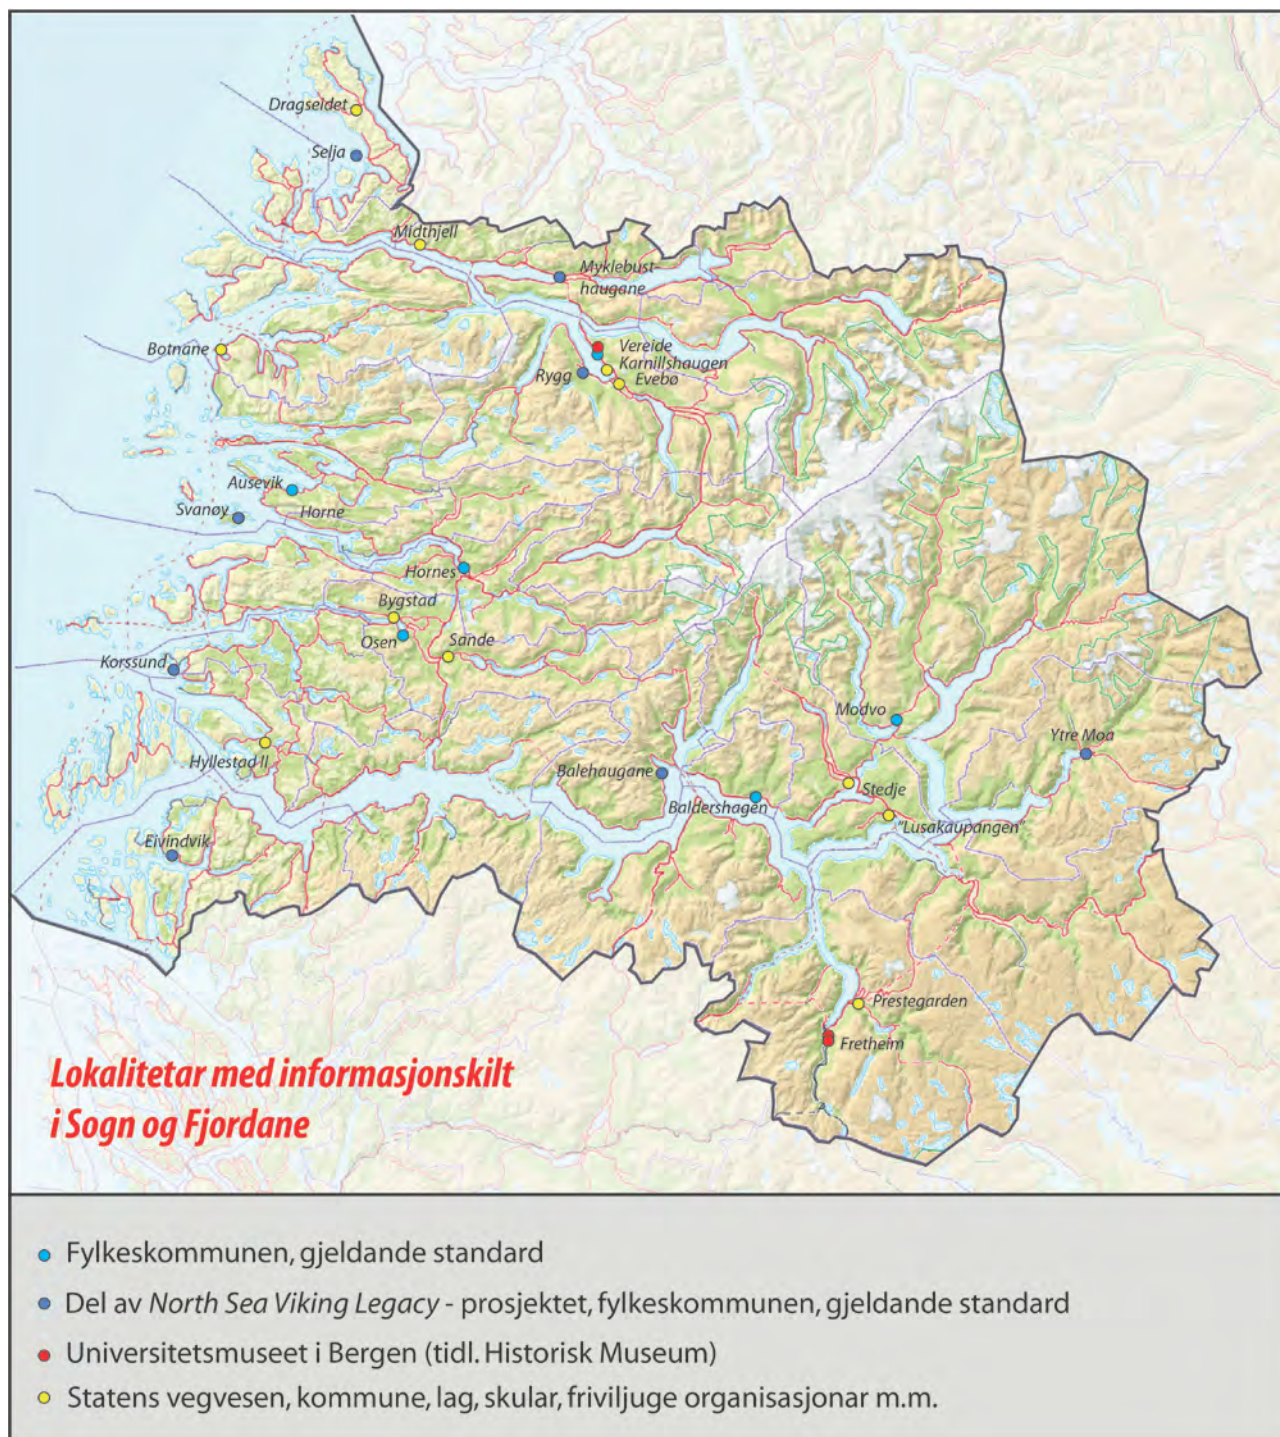 Dragseidet
Selja
Midthjell
Myklebust-
haugane
Botnane
Vereide
Karnillshaugen
Rygg
Evebø
Ausevik
Svanøy
Horne
Hornes
Bygstad
Osen
Sande
Korssund
Modvo
Ytre Moa
Hyllestad II
Balehaugane
Stedje
Baldershagen
"Lusakaupangen"
Eivindvik
Prestegarden
Fretheim
Lokalitetar med informasjonskilt
i Sogn og Fjordane
Fylkeskommunen, gjeldande standard
Del av North Sea Viking Legacy - prosjektet, fylkeskommunen, gjeldande standard
Universitetsmuseet i Bergen (tidl. Historisk Museum)
Statens vegvesen, kommune, lag, skular, friviljuge organisasjonar m.m.